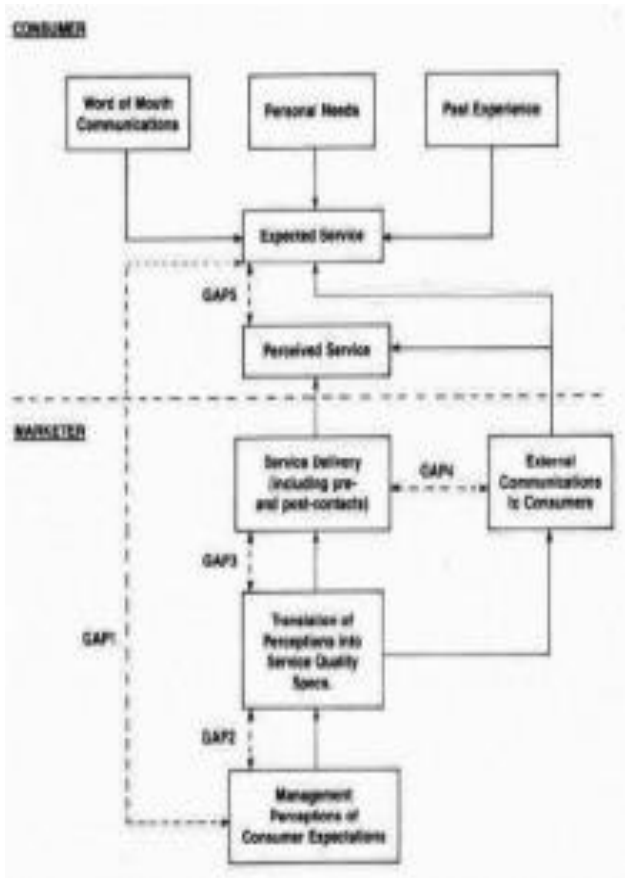 CONSUMER
Word of Mouth
Communications
Personal Needs
Past Experience
Expected Service
GAP5
Perceived Service
MARKETER
Service Delivery
(including pre-
and post-contacts)
GAP4
External
Communications
to Consumers
GAP3
Translation of
Perceptions into
Service Quality
Specs.
GAP1
GAP2
Management
Perceptions of
Consumer Expectations